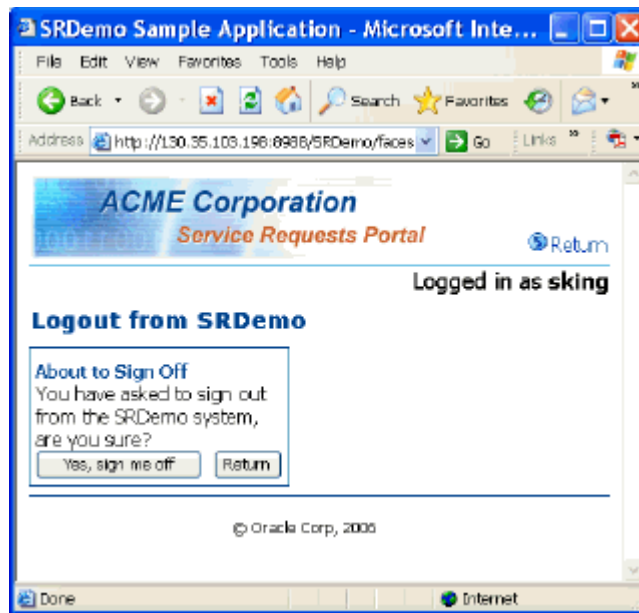 SRDemo Sample Application - Microsoft Inte...
File Edit View Favorites Tools Help
Back Search Favorites
Address http://130.35.103.198:8988/SRDemo/faces Go Links
ACME Corporation
Service Requests Portal
Return
Logged in as sking
Logout from SRDemo
About to Sign Off
You have asked to sign out
from the SRDemo system,
are you sure?
Yes, sign me off Return
© Oracle Corp, 2006
Done Internet